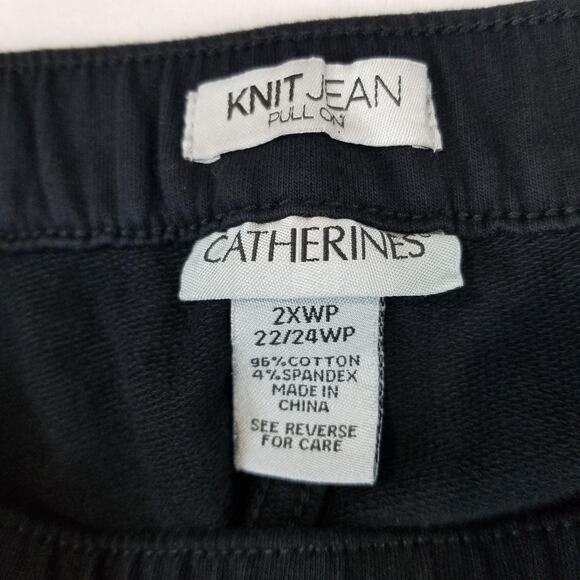 KNIT JEAN
PULL ON
CATHERINES®
2XWP
22/24WP
96%COTTON
4%SPANDEX
MADE IN
CHINA
SEE REVERSE
FOR CARE